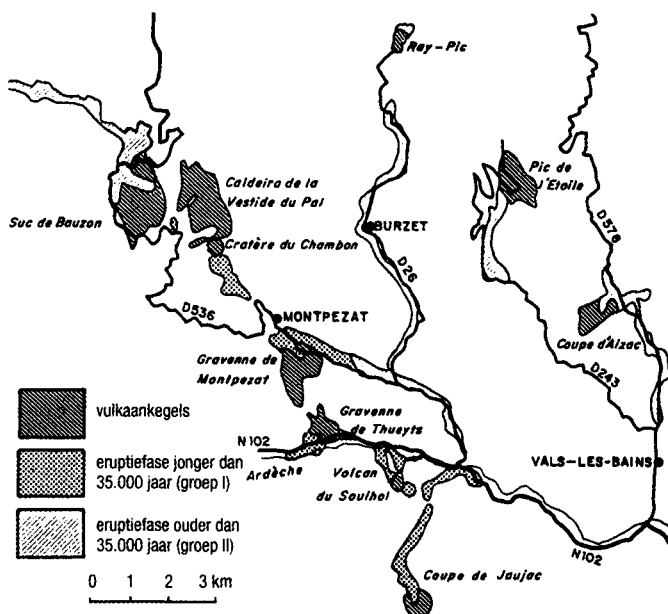 Ray-Pic
Pic de
l'Etoile
Caldeira de la
Vestide du Pal
Suc de Bauzon
Cratère du Chambon
BURZET
D578
D26
D536
MONTPEZAT
Coupe d'Aizac
Gravenne de
Montpezat
D243
vulkaankegels
Gravenne
de Thueyts
N102
eruptiefase jonger dan
35.000 jaar (groep I)
Ardèche
Volcan
du Soulhol
VALS-LES-BAINS
eruptiefase ouder dan
35.000 jaar (groep II)
N102
0 1 2 3 km
Coupe de Jaujac